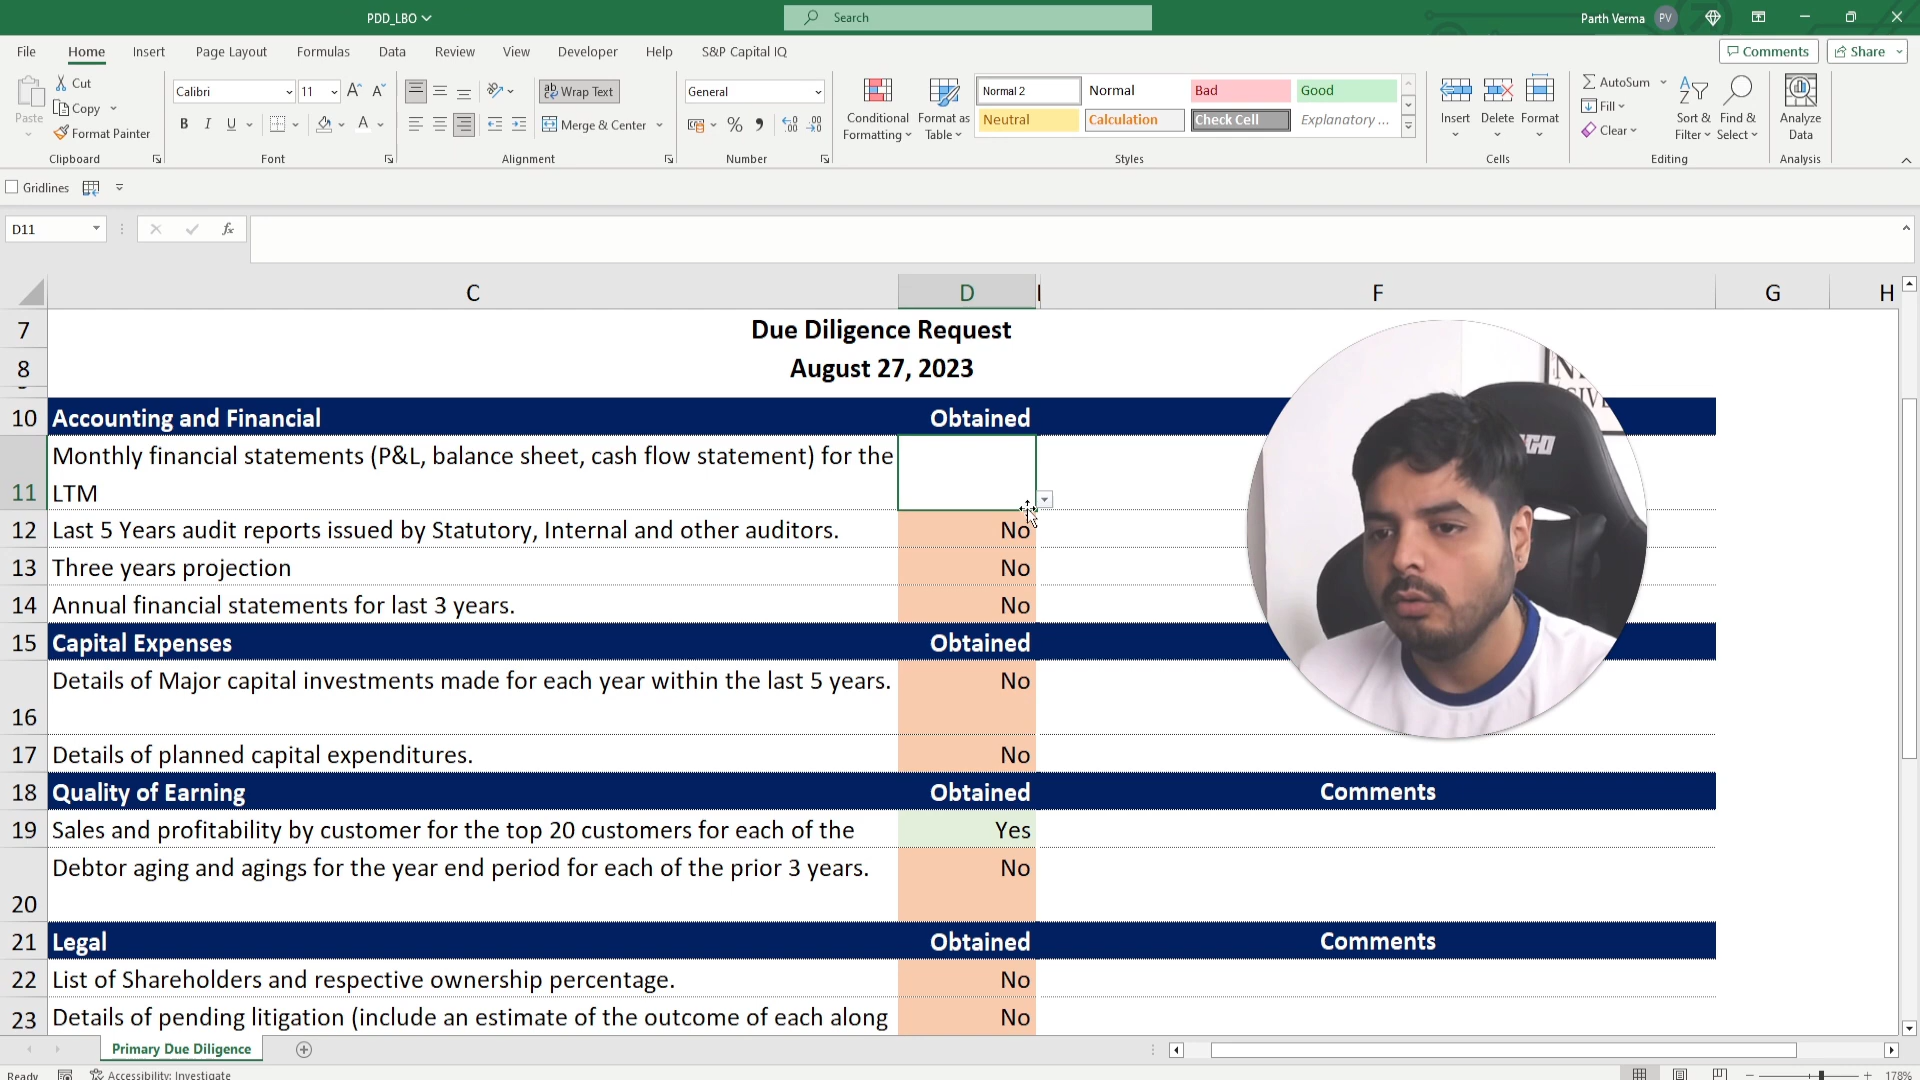 PDD_LBO
Search
Parth Verma
PV
File
Home
Insert
Page Layout
Formulas
Data
Review
View
Developer
Help
S&P Capital IQ
Comments
Share
Paste
Cut
Copy
Format Painter
Clipboard
Calibri
11
B I U
Font
Wrap Text
Merge & Center
Alignment
General
Number
Conditional Formatting
Format as Table
Normal 2
Normal
Bad
Good
Neutral
Calculation
Check Cell
Explanatory ...
Styles
Insert
Delete
Format
Cells
AutoSum
Fill
Clear
Sort & Filter
Find & Select
Editing
Analyze Data
Analysis
Gridlines
D11
fx
C D F G H
7 Due Diligence Request
8 August 27, 2023
10 Accounting and Financial Obtained
Monthly financial statements (P&L, balance sheet, cash flow statement) for the
11 LTM
12 Last 5 Years audit reports issued by Statutory, Internal and other auditors. No
13 Three years projection No
14 Annual financial statements for last 3 years. No
15 Capital Expenses Obtained
Details of Major capital investments made for each year within the last 5 years. No
16
17 Details of planned capital expenditures. No
18 Quality of Earning Obtained Comments
19 Sales and profitability by customer for the top 20 customers for each of the Yes
Debtor aging and agings for the year end period for each of the prior 3 years. No
20
21 Legal Obtained Comments
22 List of Shareholders and respective ownership percentage. No
23 Details of pending litigation (include an estimate of the outcome of each along No
Primary Due Diligence
Ready
Accessibility: Investigate
178%